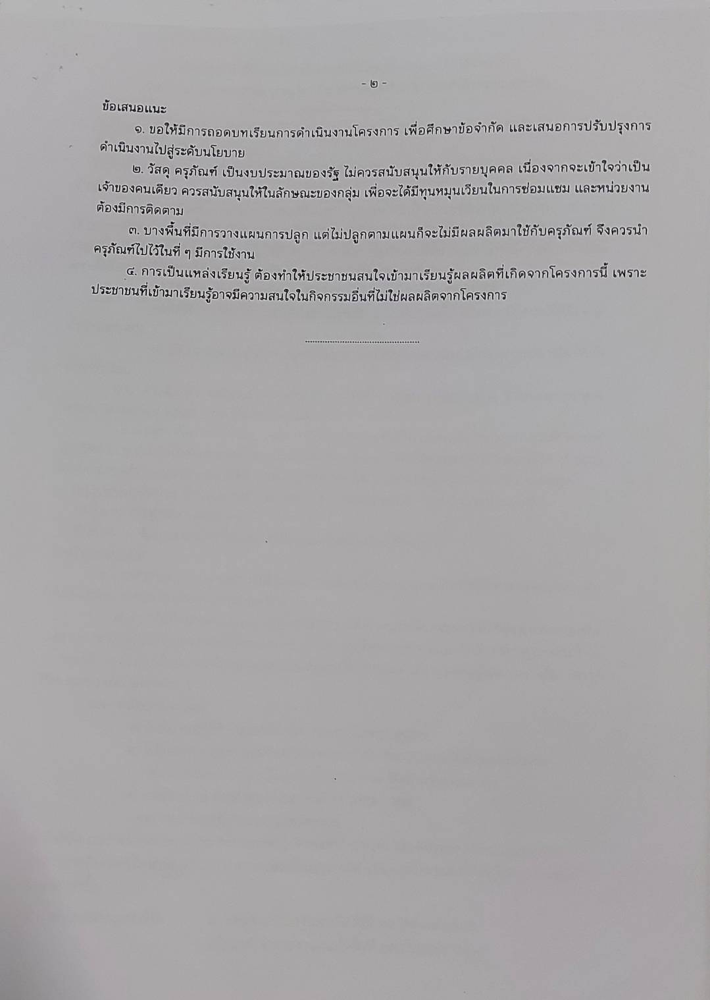 - ๒ -
ข้อเสนอแนะ
๑. ขอให้มีการถอดบทเรียนการดำเนินงานโครงการ เพื่อศึกษาข้อจำกัด และเสนอการปรับปรุงการ
ดำเนินงานไปสู่ระดับนโยบาย
๒. วัสดุ ครุภัณฑ์ เป็นงบประมาณของรัฐ ไม่ควรสนับสนุนให้กับรายบุคคล เนื่องจากจะเข้าใจว่าเป็น
เจ้าของคนเดียว ควรสนับสนุนให้ในลักษณะของกลุ่ม เพื่อจะได้มีทุนหมุนเวียนในการซ่อมแซม และหน่วยงาน
ต้องมีการติดตาม
๓. บางพื้นที่มีการวางแผนการปลูก แต่ไม่ปลูกตามแผนก็จะไม่มีผลผลิตมาใช้กับครุภัณฑ์ จึงควรนำ
ครุภัณฑ์ไปไว้ในที่ ๆ มีการใช้งาน
๔. การเป็นแหล่งเรียนรู้ ต้องทำให้ประชาชนสนใจเข้ามาเรียนรู้ผลผลิตที่เกิดจากโครงการนี้ เพราะ
ประชาชนที่เข้ามาเรียนรู้อาจมีความสนใจในกิจกรรมอื่นที่ไม่ใช่ผลผลิตจากโครงการ